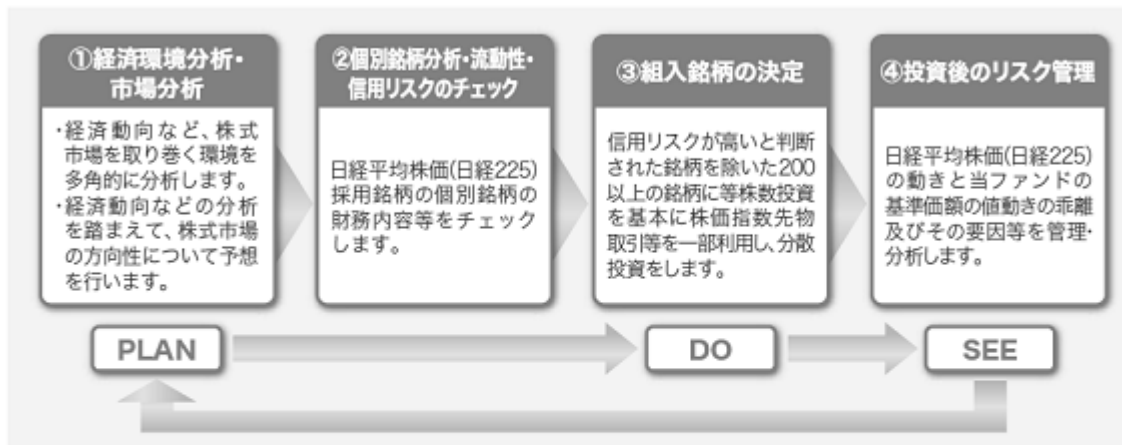 ①経済環境分析・
市場分析
・経済動向など、株式
市場を取り巻く環境を
多角的に分析します。
・経済動向などの分析
を踏まえて、株式市場
の方向性について予想
を行います。
②個別銘柄分析・流動性・
信用リスクのチェック
日経平均株価(日経225)
採用銘柄の個別銘柄の
財務内容等をチェック
します。
③組入銘柄の決定
信用リスクが高いと判断
された銘柄を除いた200
以上の銘柄に等株数投資
を基本に株価指数先物
取引等を一部利用し、分散
投資をします。
④投資後のリスク管理
日経平均株価(日経225)
の動きと当ファンドの
基準価額の値動きの乖離
及びその要因等を管理・
分析します。
PLAN
DO
SEE